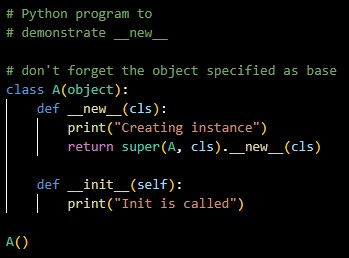 # Python program to
# demonstrate __new__
# don't forget the object specified as base
class A(object):
    def __new__(cls):
        print("Creating instance")
        return super(A, cls).__new__(cls)
    def __init__(self):
        print("Init is called")
A()